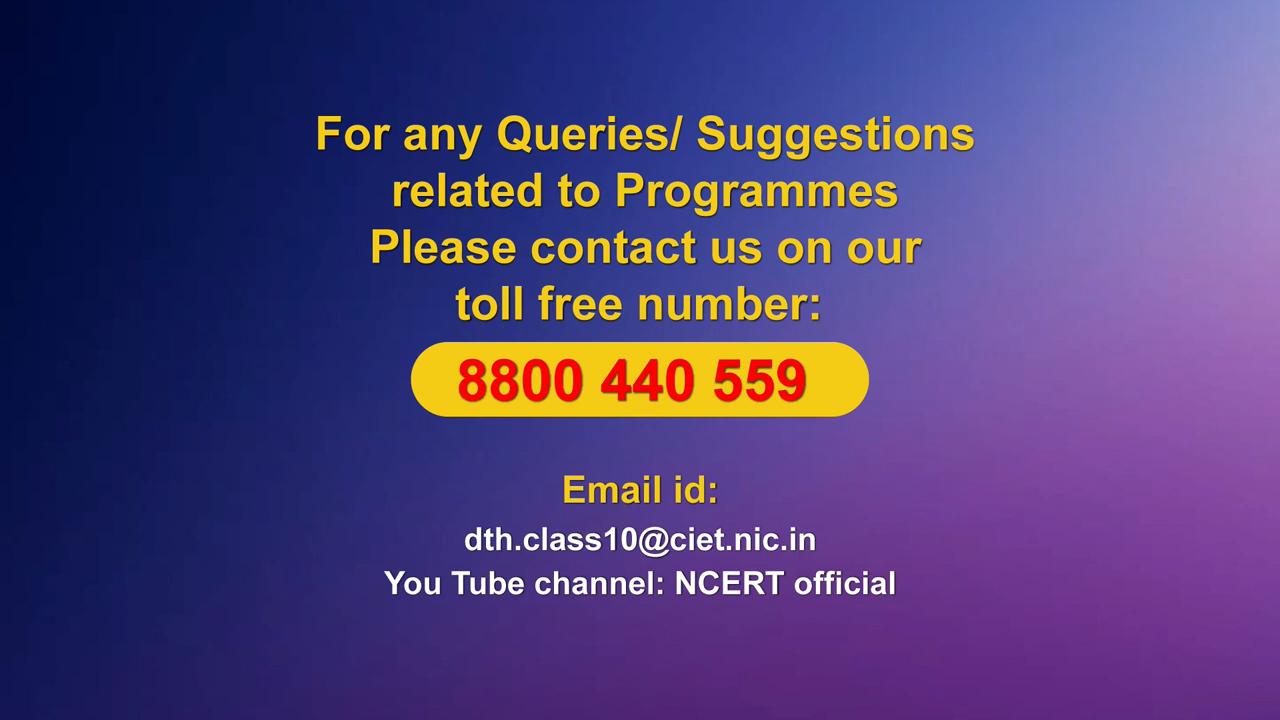 For any Queries/ Suggestions
related to Programmes
Please contact us on our
toll free number:
8800 440 559
Email id:
dth.class10@ciet.nic.in
You Tube channel: NCERT official